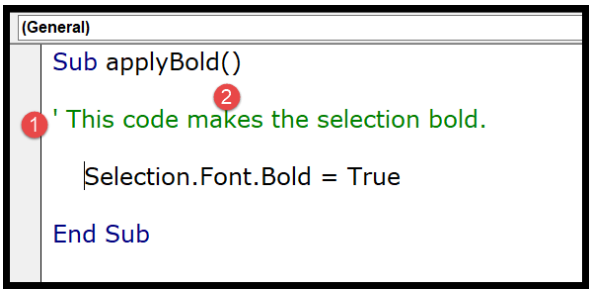 (General)
Sub applyBold()
2
1 ' This code makes the selection bold.
Selection.Font.Bold = True
End Sub